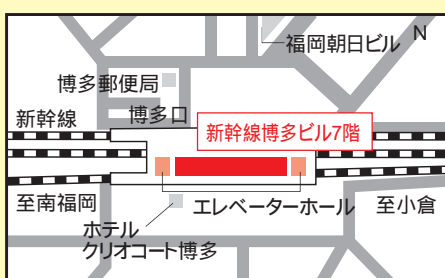 福岡朝日ビル
N
博多郵便局
新幹線
博多口
新幹線博多ビル7階
至南福岡
エレベーターホール
至小倉
ホテル
クリオコート博多